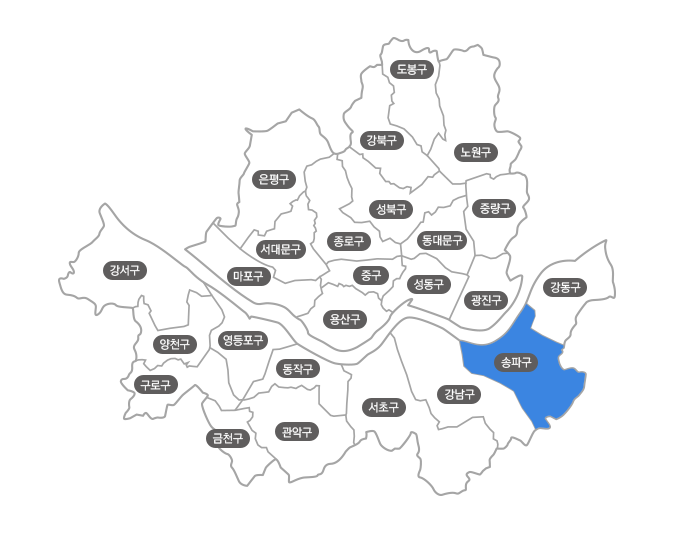 도봉구
강북구
노원구
은평구
성북구
중랑구
서대문구
종로구
동대문구
강서구
마포구
중구
성동구
강동구
광진구
용산구
양천구
영등포구
송파구
동작구
구로구
강남구
서초구
금천구
관악구